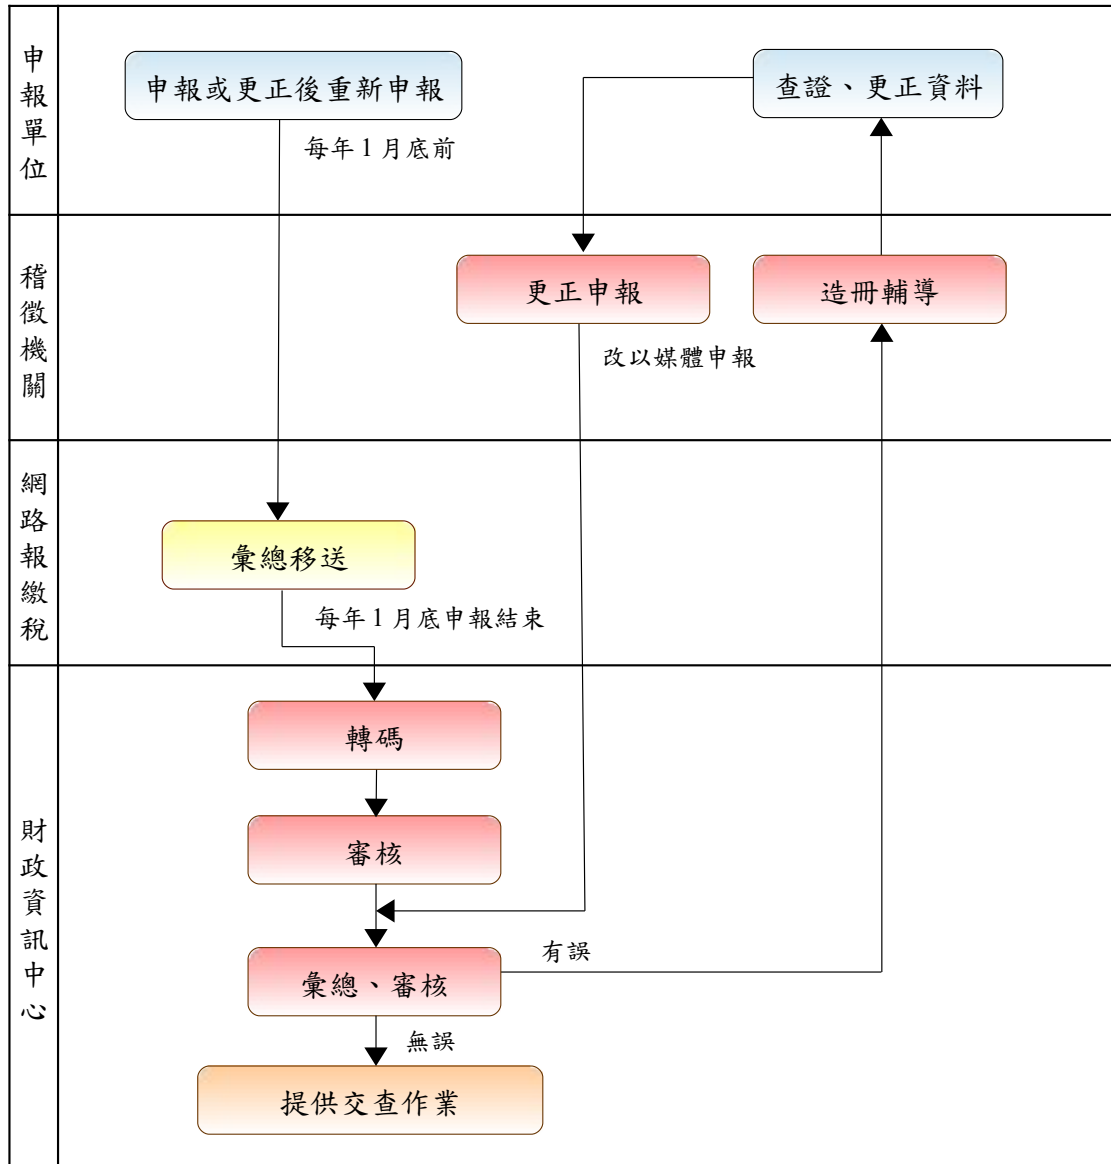 申報單位
申報或更正後重新申報
查證、更正資料
每年1月底前
稽徵機關
更正申報
造冊輔導
改以媒體申報
網路報繳稅
彙總移送
每年1月底申報結束
財政資訊中心
轉碼
審核
有誤
彙總、審核
無誤
提供交查作業